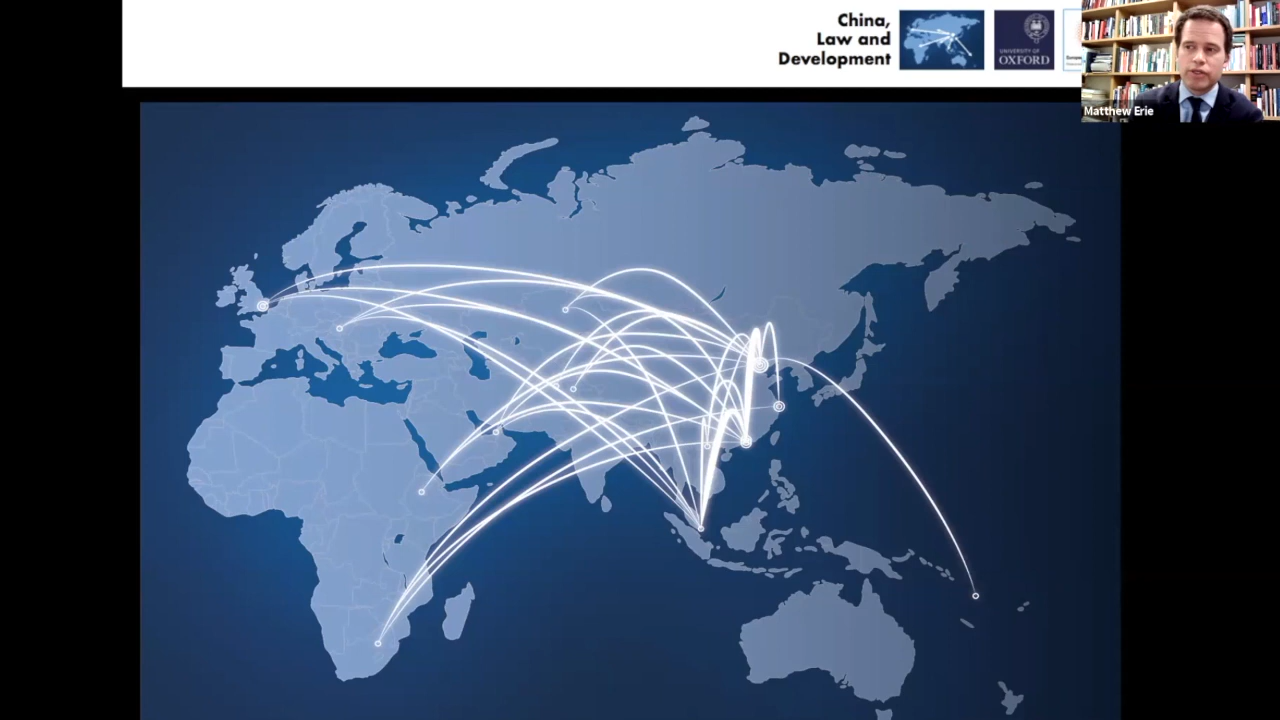 China,
Law and
Development
UNIVERSITY OF
OXFORD
Matthew Erie